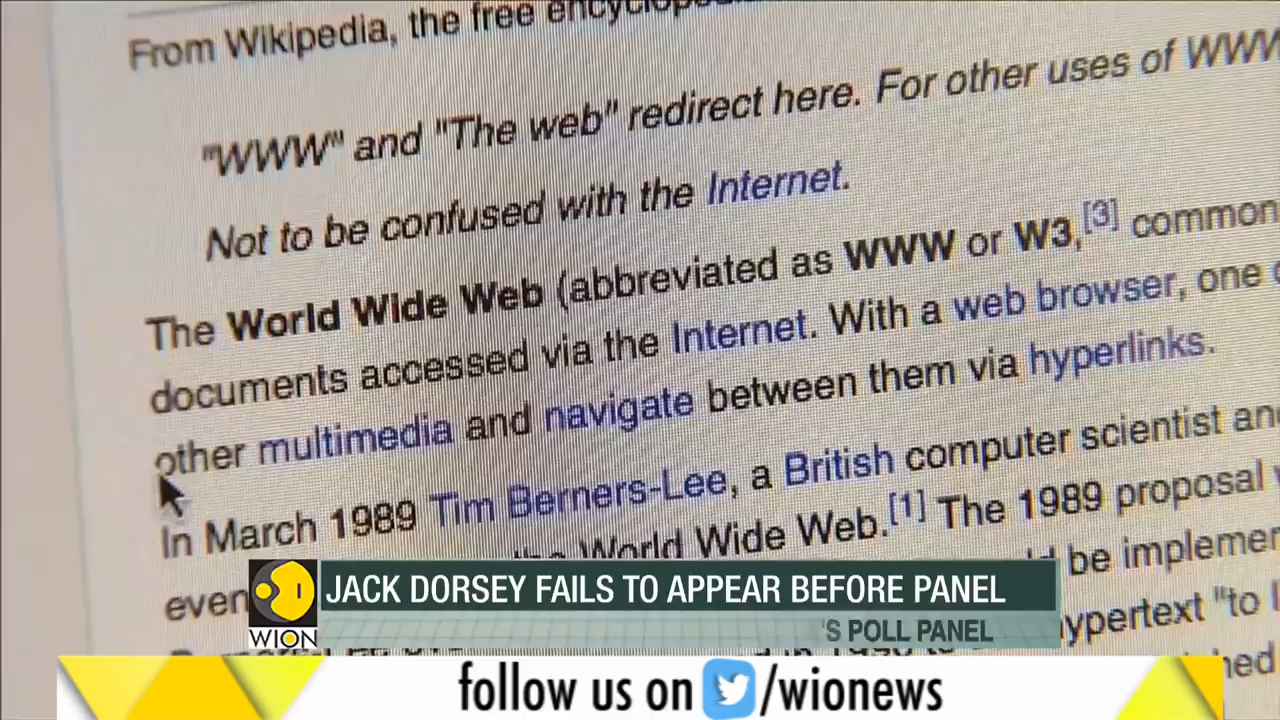 From Wikipedia, the free
"WWW" and "The web" redirect here. For other uses of WWW
Not to be confused with the Internet.
The World Wide Web (abbreviated as WWW or W3,[3] common
documents accessed via the Internet. With a web browser, one
other multimedia and navigate between them via hyperlinks.
In March 1989 Tim Berners-Lee, a British computer scientist an
World Wide Web.[1] The 1989 proposal
even
be implemen
ypertext "to
hed
JACK DORSEY FAILS TO APPEAR BEFORE PANEL
'S POLL PANEL
WION
follow us on /wionews